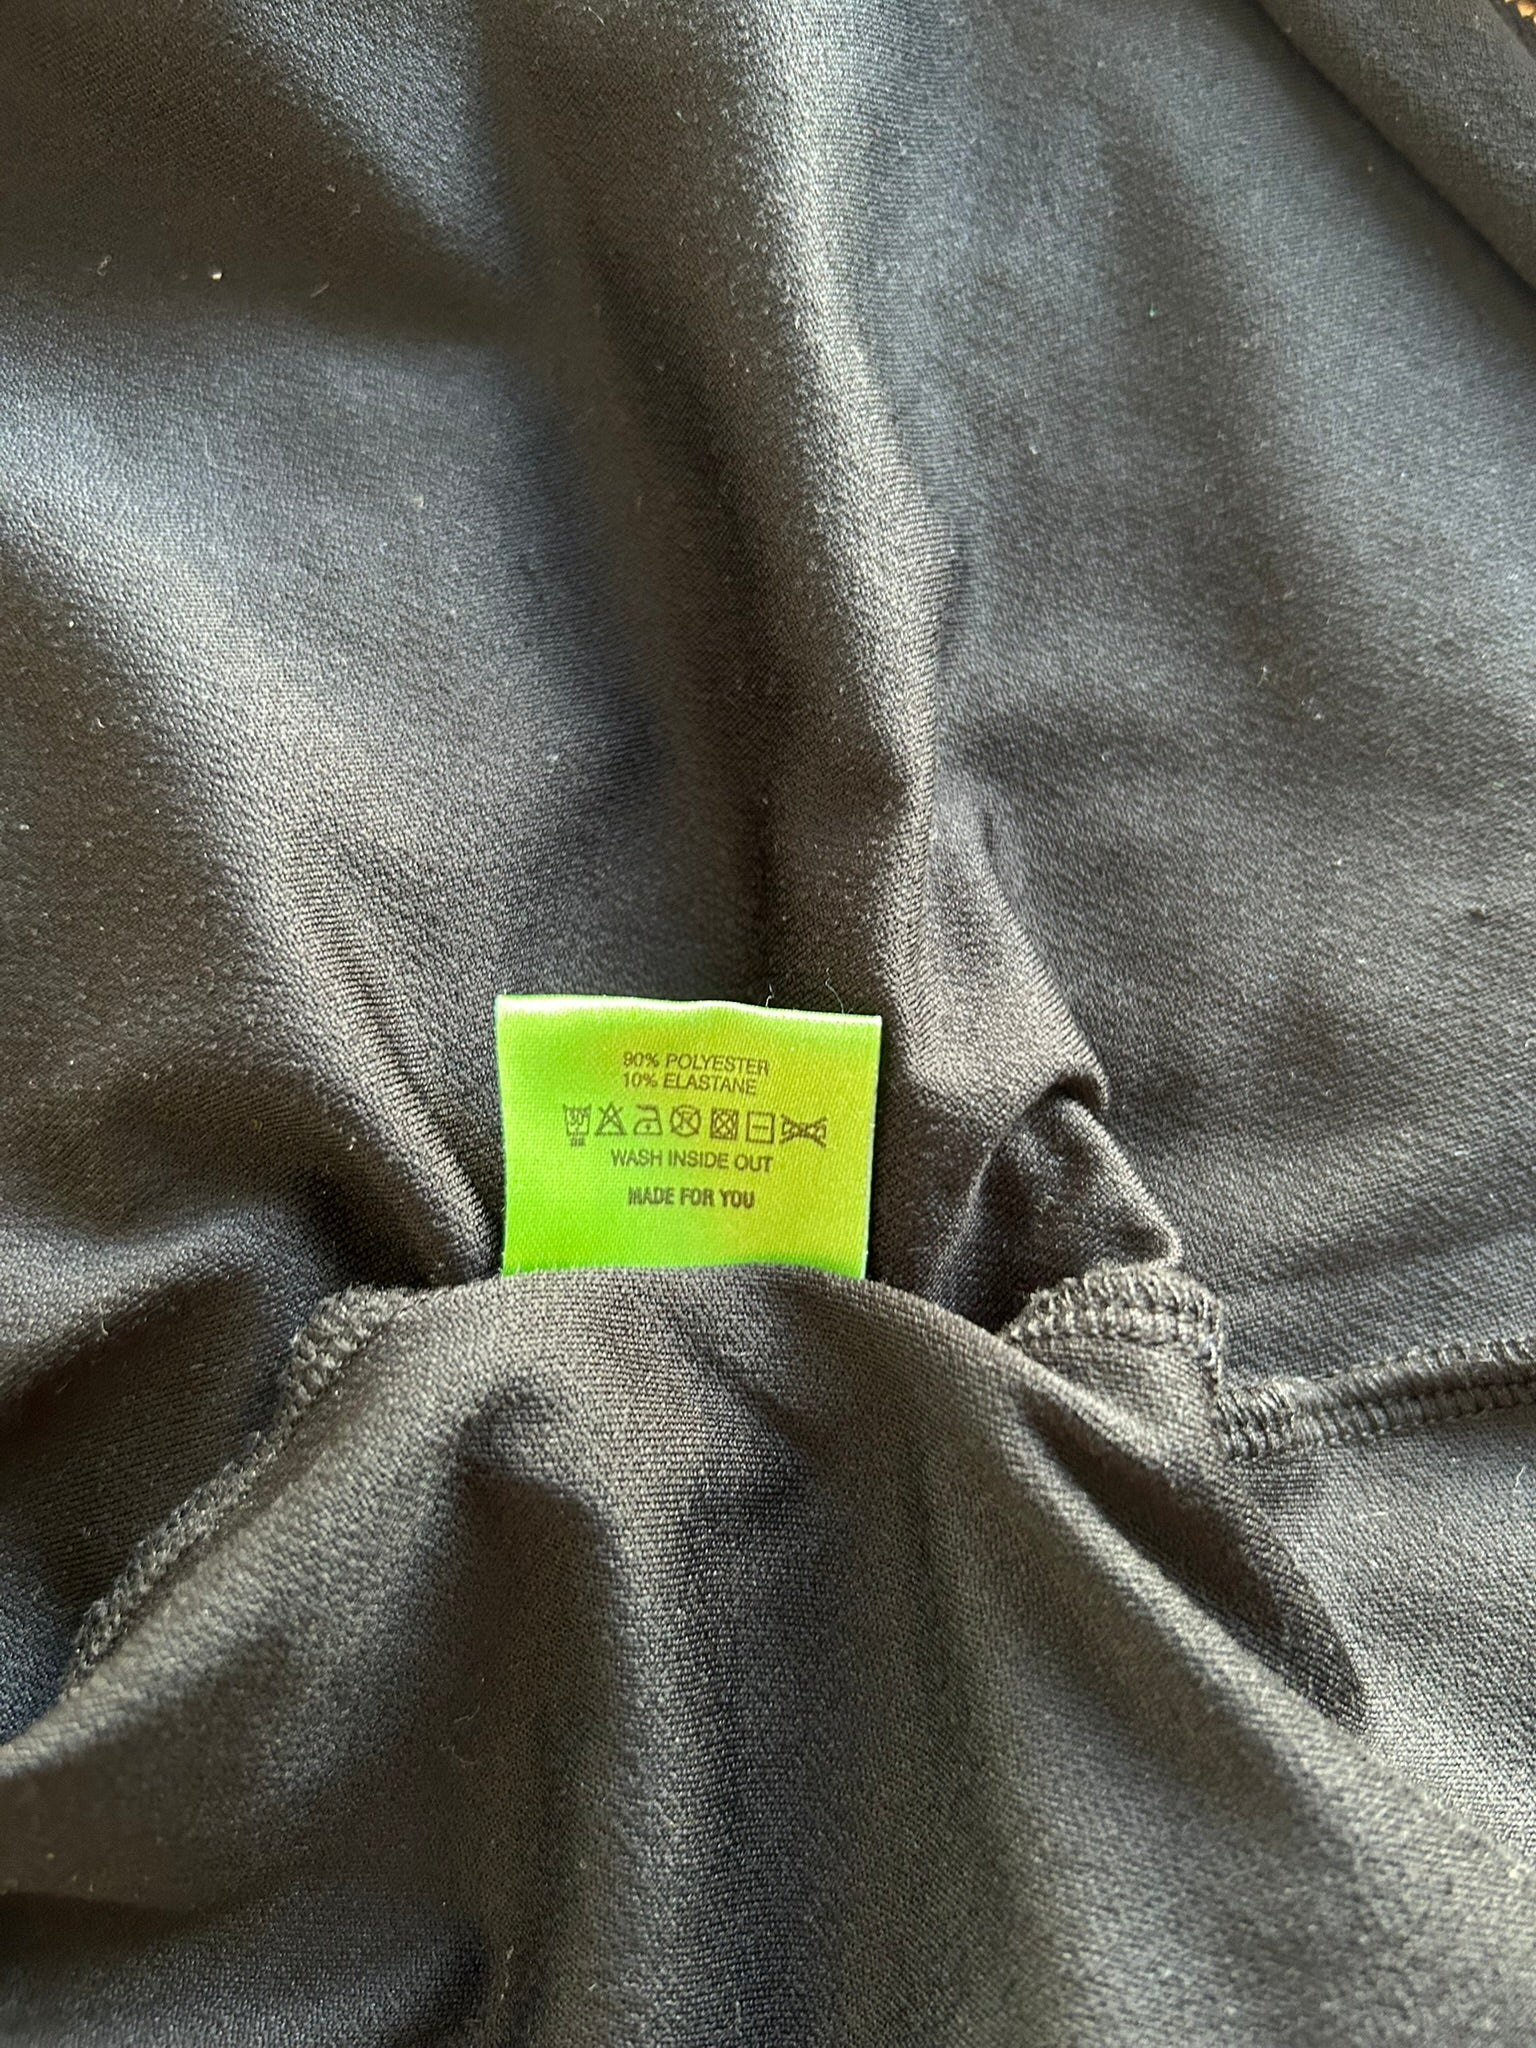 90% POLYESTER
10% ELASTANE
WASH INSIDE OUT
MADE FOR YOU